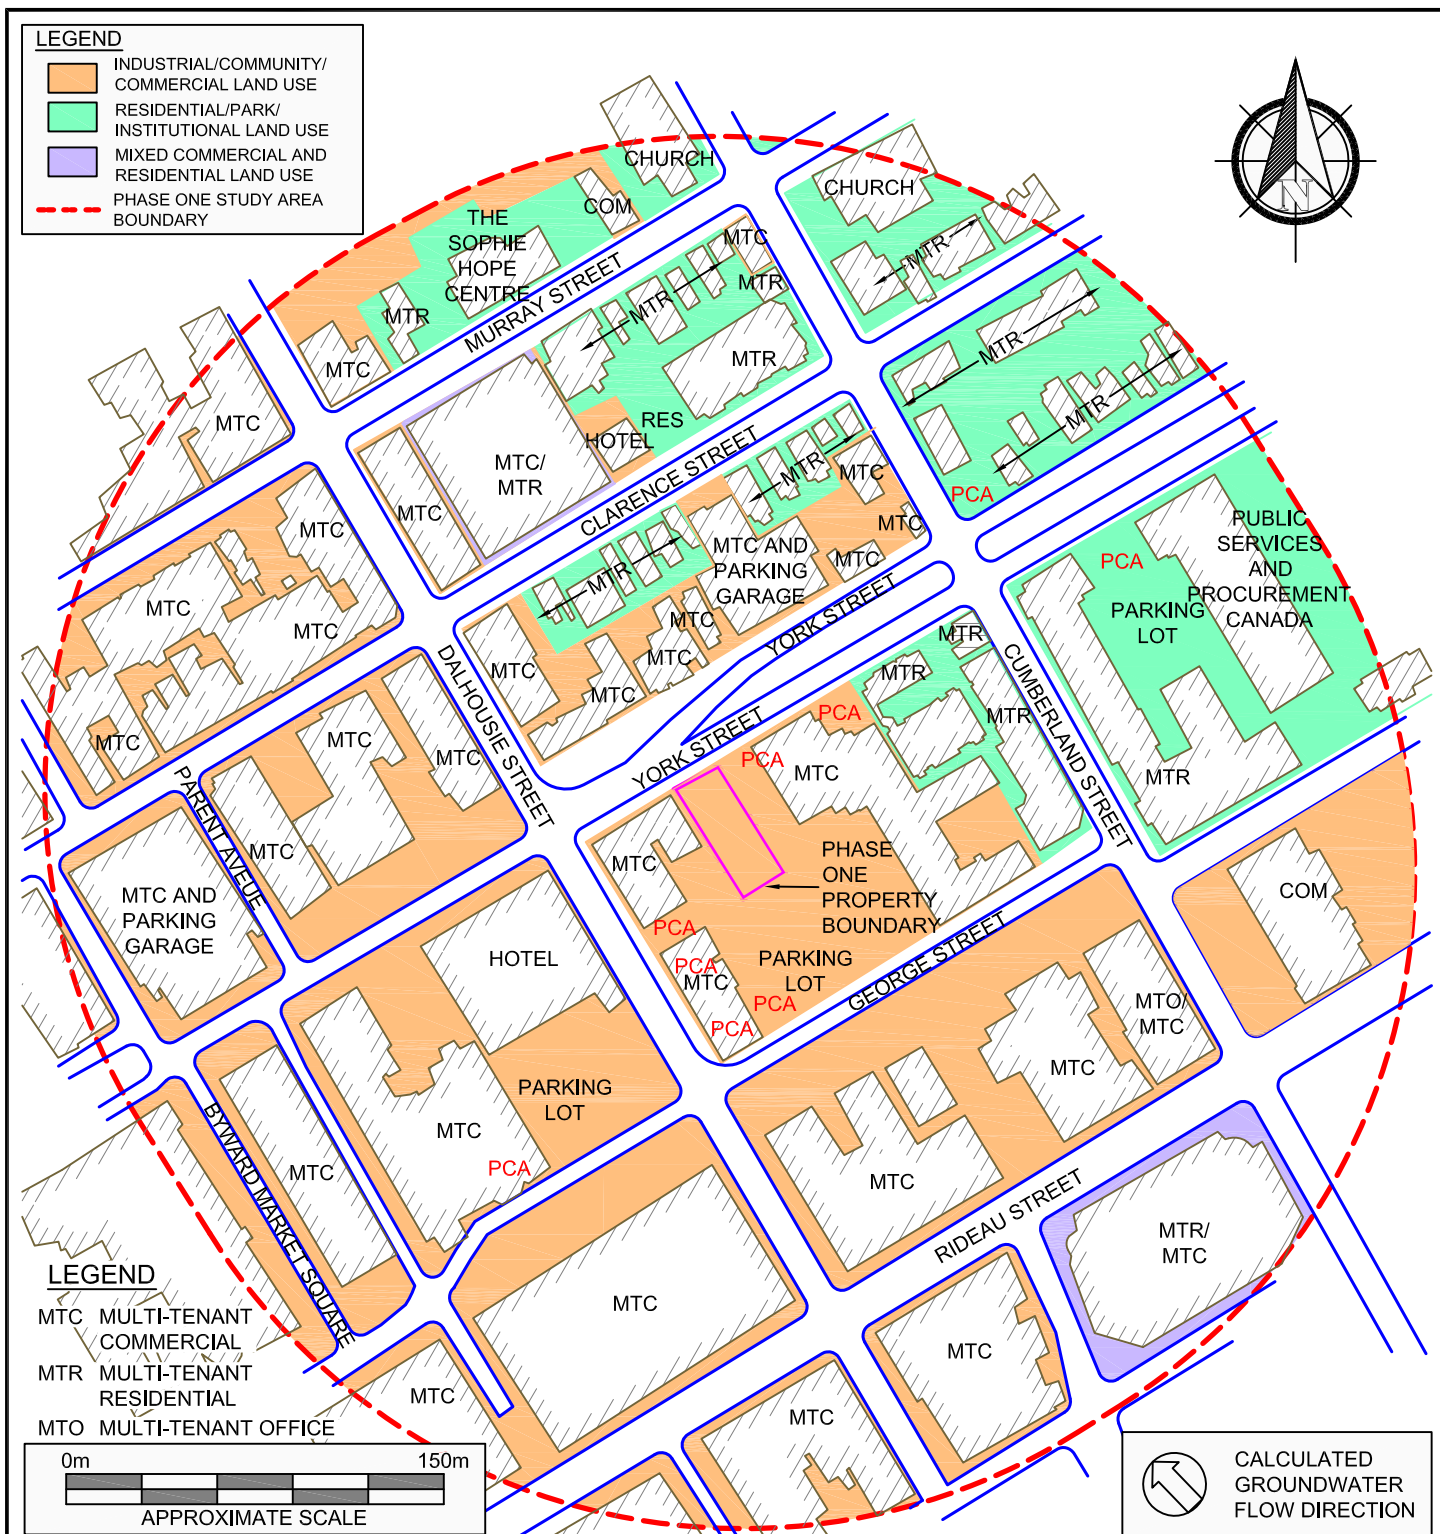 LEGEND
INDUSTRIAL/COMMUNITY/
COMMERCIAL LAND USE
RESIDENTIAL/PARK/
INSTITUTIONAL LAND USE
MIXED COMMERCIAL AND
RESIDENTIAL LAND USE
PHASE ONE STUDY AREA
BOUNDARY
N
CHURCH
CHURCH
COM
THE
SOPHIE
HOPE
CENTRE
MTR
MTC
MURRAY STREET
MTC
MTR
MTR
MTR
MTR
MTR
MTR
PCA
MTC
MTC
MTC/
MTR
HOTEL
RES
CLARENCE STREET
MTR
MTC
MTC
MTC
MTC AND
PARKING
GARAGE
MTR
MTC
MTC
MTC
MTC
MTC
MTC
MTC
MTC
YORK STREET
YORK STREET
PUBLIC
SERVICES
AND
PROCUREMENT
CANADA
PCA
PARKING
LOT
MTR
MTR
MTR
MTR
CUMBERLAND STREET
DALHOUSIE STREET
PARENT AVEUE
MTC
MTC
MTC
MTC
MTC AND
PARKING
GARAGE
PCA
PCA
MTC
MTC
PHASE
ONE
PROPERTY
BOUNDARY
PCA
PCA
MTC
PCA
PCA
PARKING
LOT
GEORGE STREET
COM
HOTEL
PARKING
LOT
MTC
PCA
MTC
BYWARD MARKET SQUARE
MTO/
MTC
MTC
MTC
RIDEAU STREET
MTR/
MTC
MTC
MTC
MTC
MTC
LEGEND
MTC MULTI-TENANT
COMMERCIAL
MTR MULTI-TENANT
RESIDENTIAL
MTO MULTI-TENANT OFFICE
0m 150m
APPROXIMATE SCALE
CALCULATED
GROUNDWATER
FLOW DIRECTION